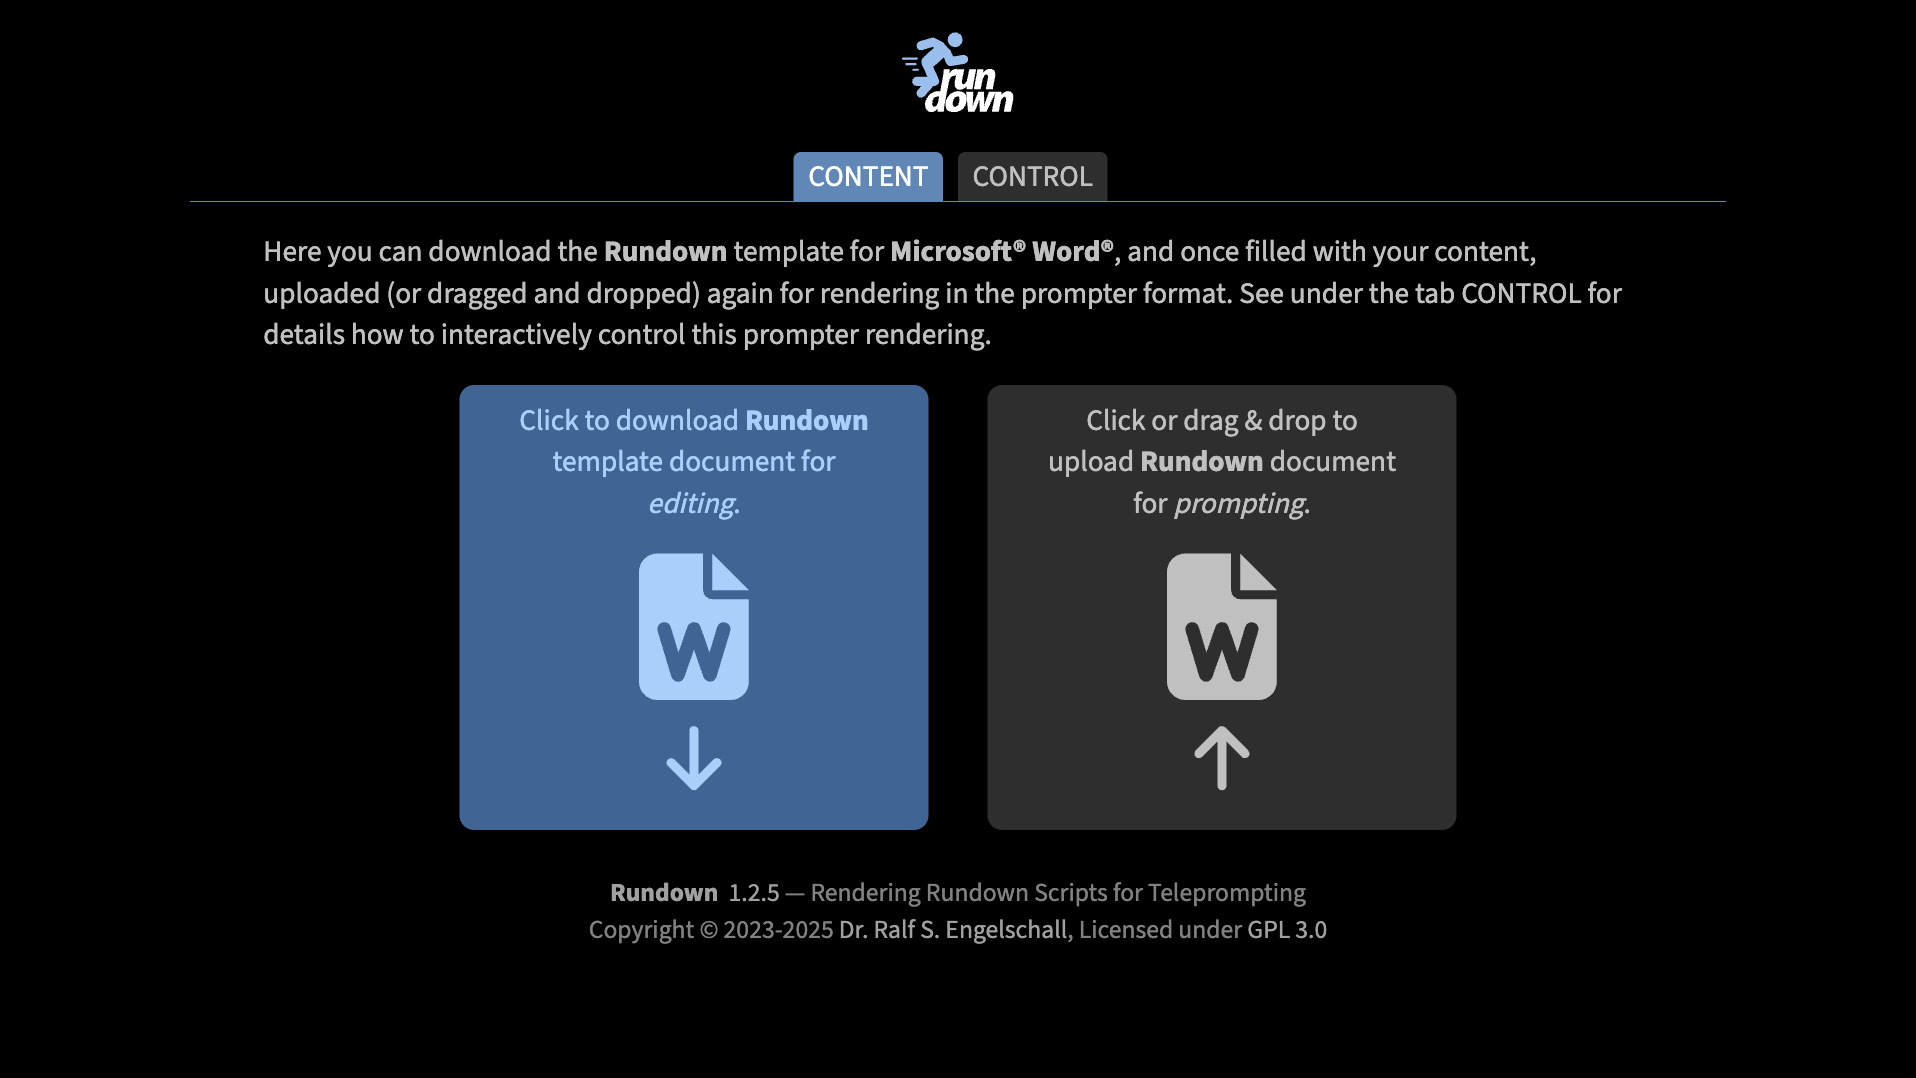 run
down
CONTENT CONTROL
Here you can download the Rundown template for Microsoft® Word®, and once filled with your content,
uploaded (or dragged and dropped) again for rendering in the prompter format. See under the tab CONTROL for
details how to interactively control this prompter rendering.
Click to download Rundown
template document for
editing.
W
Click or drag & drop to
upload Rundown document
for prompting.
W
Rundown 1.2.5 — Rendering Rundown Scripts for Teleprompting
Copyright © 2023-2025 Dr. Ralf S. Engelschall, Licensed under GPL 3.0